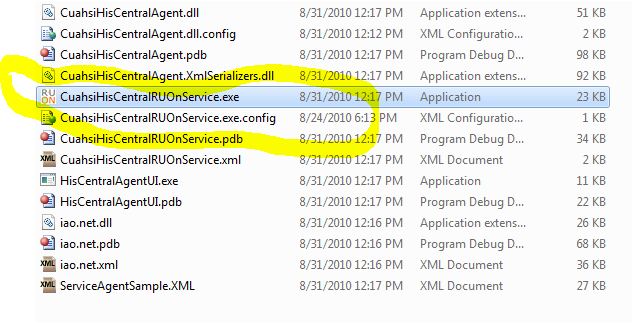 CuahsiHisCentralAgent.dll 8/31/2010 12:17 PM Application extens... 51 KB
CuahsiHisCentralAgent.dll.config 8/31/2010 12:12 PM XML Configuratio... 2 KB
CuahsiHisCentralAgent.pdb 8/31/2010 12:17 PM Program Debug D... 98 KB
CuahsiHisCentralAgent.XmlSerializers.dll 8/31/2010 12:17 PM Application extens... 92 KB
RU ON CuahsiHisCentralRUOnService.exe 8/31/2010 12:17 PM Application 23 KB
CuahsiHisCentralRUOnService.exe.config 8/24/2010 6:13 PM XML Configuratio... 1 KB
CuahsiHisCentralRUOnService.pdb 8/31/2010 12:17 PM Program Debug D... 34 KB
XML CuahsiHisCentralRUOnService.xml 8/31/2010 12:17 PM XML Document 2 KB
HisCentralAgentUI.exe 8/31/2010 12:17 PM Application 11 KB
HisCentralAgentUI.pdb 8/31/2010 12:17 PM Program Debug D... 22 KB
iao.net.dll 8/31/2010 12:16 PM Application extens... 26 KB
iao.net.pdb 8/31/2010 12:16 PM Program Debug D... 68 KB
XML iao.net.xml 8/31/2010 12:16 PM XML Document 36 KB
XML ServiceAgentSample.XML 8/31/2010 12:17 PM XML Document 27 KB